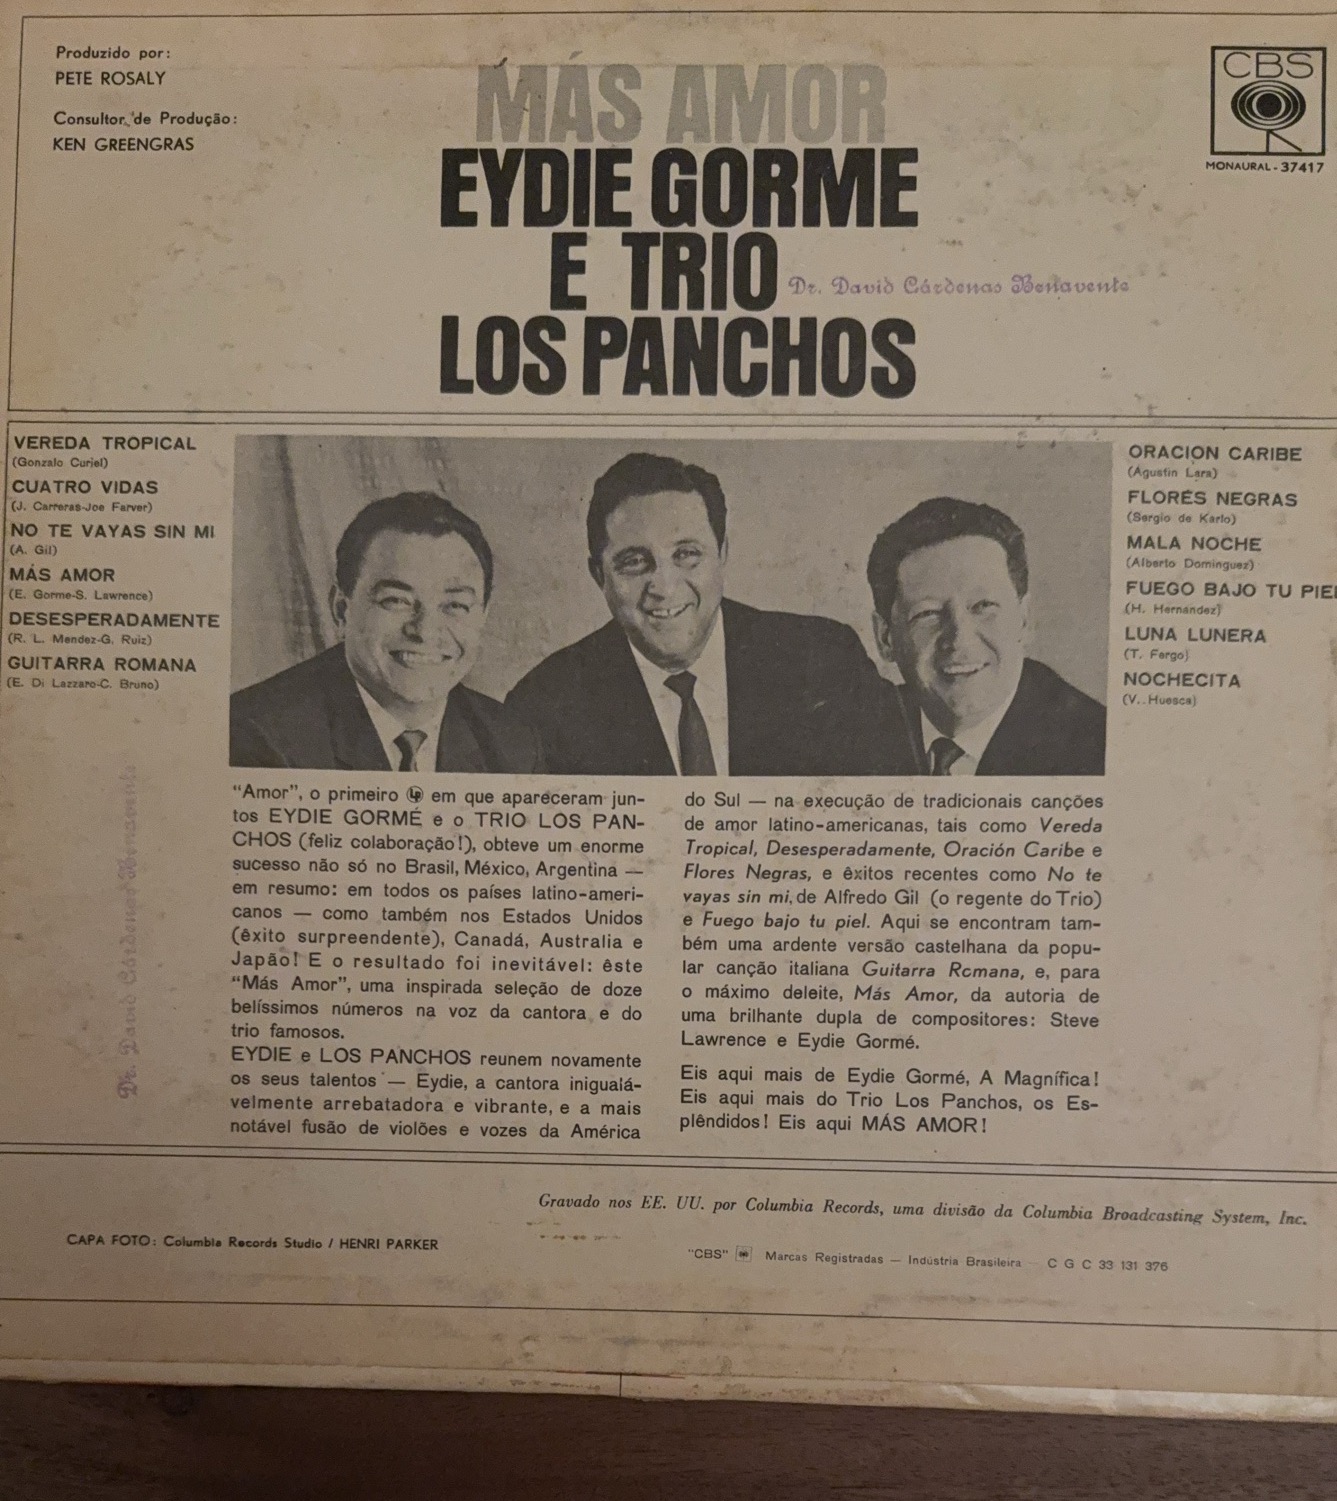 Produzido por:
PETE ROSALY
Consultor de Produção:
KEN GREENGRAS
MÁS AMOR
EYDIE GORME
E TRIO
LOS PANCHOS
Dr. David Cárdenas Benavente
CBS
MONAURAL - 37417
VEREDA TROPICAL
(Gonzalo Curiel)
CUATRO VIDAS
(J. Carreras-Joe Farver)
NO TE VAYAS SIN MI
(A. Gil)
MÁS AMOR
(E. Gorme-S. Lawrence)
DESESPERADAMENTE
(R. L. Mendez-G. Ruiz)
GUITARRA ROMANA
(E. Di Lazzaro-C. Bruno)
ORACION CARIBE
(Agustin Lara)
FLORES NEGRAS
(Sergio de Karlo)
MALA NOCHE
(Alberto Dominguez)
FUEGO BAJO TU PIEL
(H. Hernandez)
LUNA LUNERA
(T. Fergo)
NOCHECITA
(V. Huesca)
Dr. David Cárdenas Benavente
"Amor", o primeiro LP em que apareceram jun-
tos EYDIE GORMÉ e o TRIO LOS PAN-
CHOS (feliz colaboração!), obteve um enorme
sucesso não só no Brasil, México, Argentina —
em resumo: em todos os países latino-ameri-
canos — como também nos Estados Unidos
(êxito surpreendente), Canadá, Australia e
Japão! E o resultado foi inevitável: êste
"Más Amor", uma inspirada seleção de doze
belíssimos números na voz da cantora e do
trio famosos.
EYDIE e LOS PANCHOS reunem novamente
os seus talentos — Eydie, a cantora inigualá-
velmente arrebatadora e vibrante, e a mais
notável fusão de violões e vozes da América
do Sul — na execução de tradicionais canções
de amor latino-americanas, tais como Vereda
Tropical, Desesperadamente, Oración Caribe e
Flores Negras, e êxitos recentes como No te
vayas sin mi, de Alfredo Gil (o regente do Trio)
e Fuego bajo tu piel. Aqui se encontram tam-
bém uma ardente versão castelhana da popu-
lar canção italiana Guitarra Romana, e, para
o máximo deleite, Más Amor, da autoria de
uma brilhante dupla de compositores: Steve
Lawrence e Eydie Gormé.
Eis aqui mais de Eydie Gormé, A Magnífica!
Eis aqui mais do Trio Los Panchos, os Es-
plêndidos! Eis aqui MÁS AMOR!
Gravado nos EE. UU. por Columbia Records, uma divisão da Columbia Broadcasting System, Inc.
CAPA FOTO: Columbia Records Studio / HENRI PARKER
"CBS" Marcas Registradas — Indústria Brasileira C G C 33 131 376